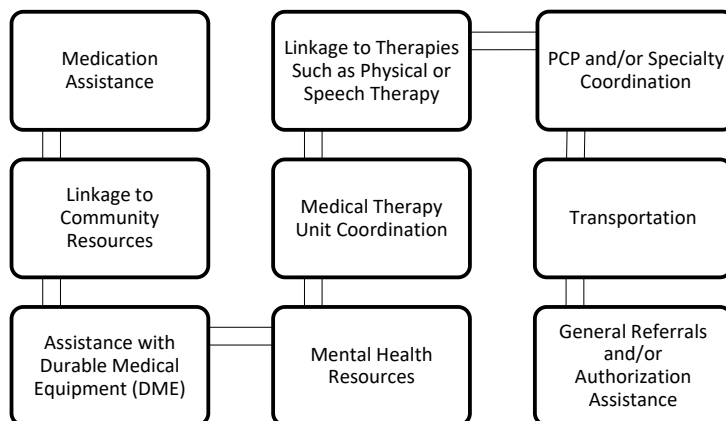 Medication
Assistance
Linkage to
Community
Resources
Assistance with
Durable Medical
Equipment (DME)
Mental Health
Resources
Medical Therapy
Unit Coordination
Linkage to Therapies
Such as Physical or
Speech Therapy
PCP and/or Specialty
Coordination
Transportation
General Referrals
and/or
Authorization
Assistance